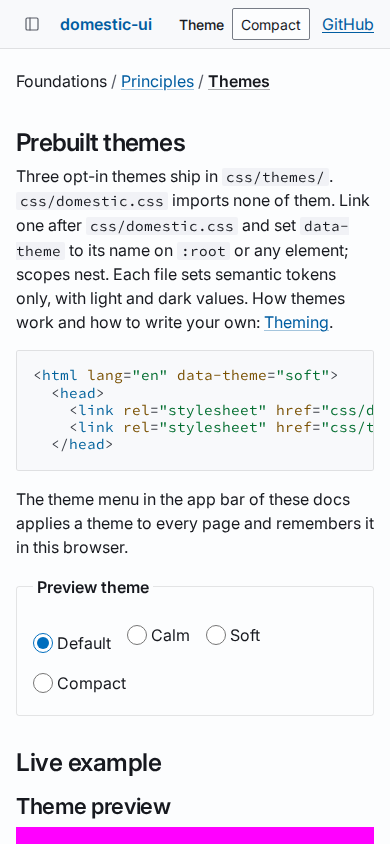 domestic-ui Theme Compact GitHub
Foundations / Principles / Themes
Prebuilt themes
Three opt-in themes ship in css/themes/.
css/domestic.css imports none of them. Link
one after css/domestic.css and set data-
theme to its name on :root or any element;
scopes nest. Each file sets semantic tokens
only, with light and dark values. How themes
work and how to write your own: Theming.
<html lang="en" data-theme="soft">
<head>
<link rel="stylesheet" href="css/d
<link rel="stylesheet" href="css/t
</head>
The theme menu in the app bar of these docs
applies a theme to every page and remembers it
in this browser.
Preview theme
Default Calm Soft
Compact
Live example
Theme preview